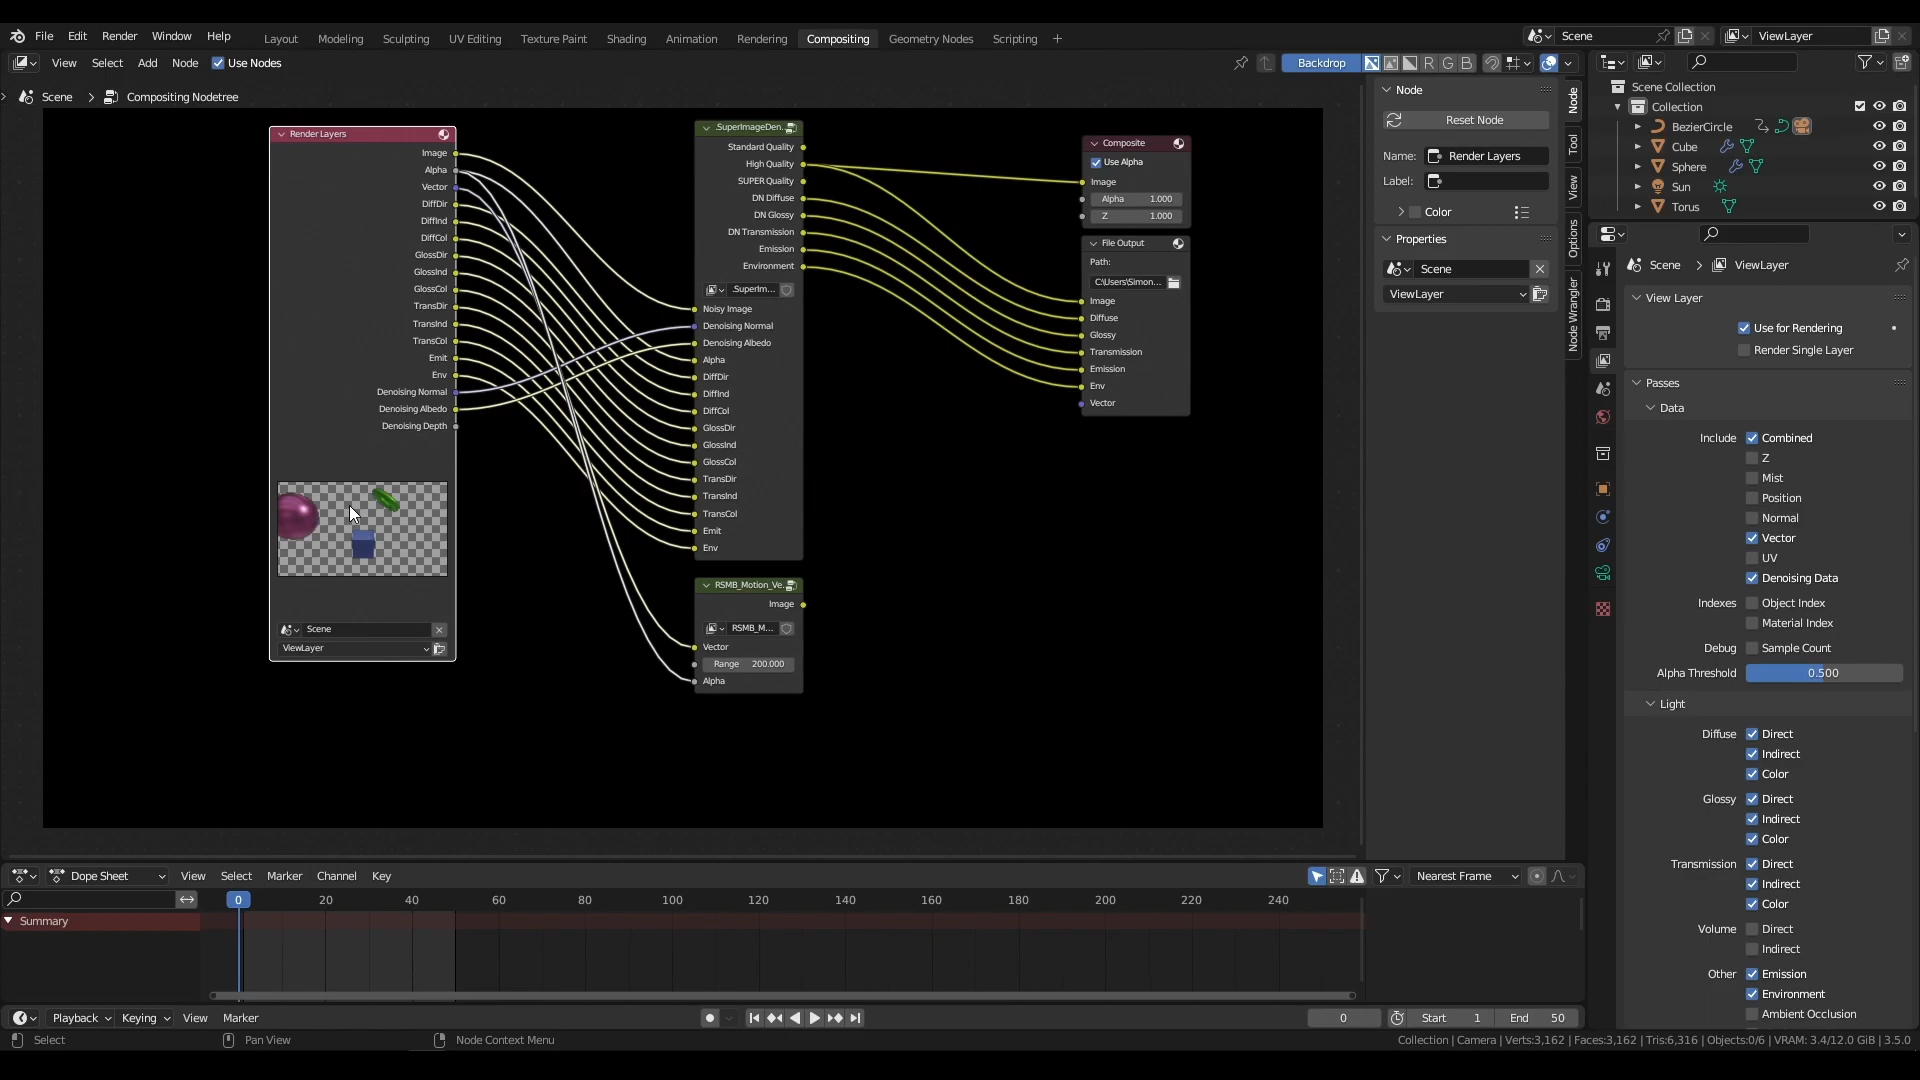 File Edit Render Window Help
Layout Modeling Sculpting UV Editing Texture Paint Shading Animation Rendering Compositing Geometry Nodes Scripting +
Scene ViewLayer
View Select Add Node Use Nodes
Backdrop R G B
Scene > Compositing Nodetree
Render Layers
Image
Alpha
Vector
DiffDir
DiffInd
DiffCol
GlossDir
GlossInd
GlossCol
TransDir
TransInd
TransCol
Emit
Env
Denoising Normal
Denoising Albedo
Denoising Depth
Scene
ViewLayer
.SuperImageDen..
Standard Quality
High Quality
SUPER Quality
DN Diffuse
DN Glossy
DN Transmission
Emission
Environment
.SuperIm...
Noisy Image
Denoising Normal
Denoising Albedo
Alpha
DiffDir
DiffInd
DiffCol
GlossDir
GlossInd
GlossCol
TransDir
TransInd
TransCol
Emit
Env
RSMB_Motion_Ve..
Image
RSMB_M...
Vector
Range 200.000
Alpha
Composite
Use Alpha
Image
Alpha 1.000
Z 1.000
File Output
Path:
C:\Users\Simon...
Image
Diffuse
Glossy
Transmission
Emission
Env
Vector
Node
Reset Node
Name: Render Layers
Label:
Color
Properties
Scene
ViewLayer
Node
Tool
View
Options
Node Wrangler
Scene Collection
Collection
BezierCircle
Cube
Sphere
Sun
Torus
Scene > ViewLayer
View Layer
Use for Rendering
Render Single Layer
Passes
Data
Include Combined
Z
Mist
Position
Normal
Vector
UV
Denoising Data
Indexes Object Index
Material Index
Debug Sample Count
Alpha Threshold 0.500
Light
Diffuse Direct
Indirect
Color
Glossy Direct
Indirect
Color
Transmission Direct
Indirect
Color
Volume Direct
Indirect
Other Emission
Environment
Ambient Occlusion
Dope Sheet View Select Marker Channel Key
Nearest Frame
0 20 40 60 80 100 120 140 160 180 200 220 240
Summary
Playback Keying View Marker
0 Start 1 End 50
Select Pan View Node Context Menu
Collection | Camera | Verts:3,162 | Faces:3,162 | Tris:6,316 | Objects:0/6 | VRAM: 3.4/12.0 GiB | 3.5.0